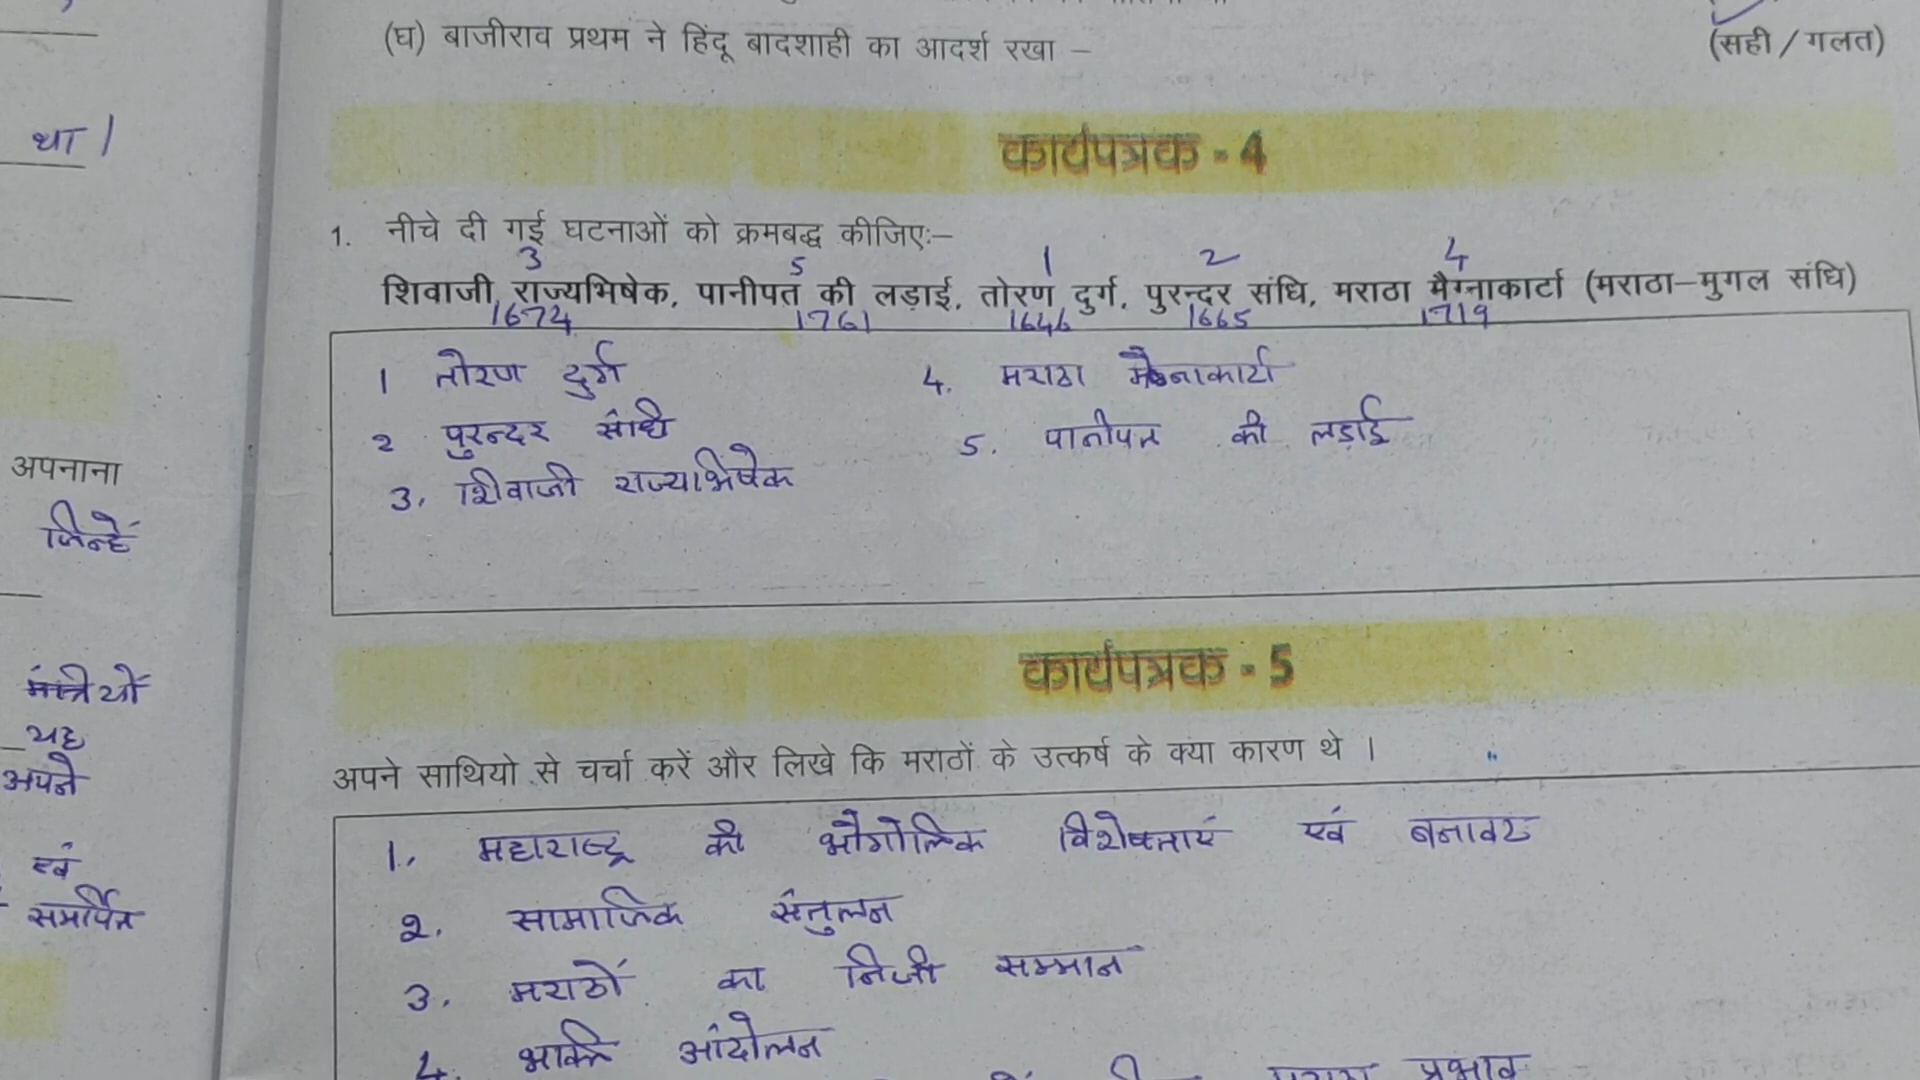 (घ) बाजीराव प्रथम ने हिंदू बादशाही का आदर्श रखा – (सही / गलत)
था।
कार्यपत्रक - 4
1. नीचे दी गई घटनाओं को क्रमबद्ध कीजिएः–
3 5 1 2 4
शिवाजी राज्यभिषेक, पानीपत की लड़ाई, तोरण दुर्ग, पुरन्दर संधि, मराठा मैग्नाकार्टा (मराठा–मुगल संधि)
1674 1761 1646 1665 1719
1 तोरण दुर्ग
2 पुरन्दर संधि
3. शिवाजी राज्याभिषेक
4. मराठा मैग्नाकार्टा
5. पानीपत की लड़ाई
अपनाना
जिन्हें
मंत्रियों
यह
अपने
एवं
समर्पित
कार्यपत्रक - 5
अपने साथियो से चर्चा करें और लिखे कि मराठों के उत्कर्ष के क्या कारण थे ।
1. महाराष्ट्र की भौगोलिक विशेषताएं एवं बनावट
2. सामाजिक संतुलन
3. मराठों का निजी सम्मान
4. भक्ति आंदोलन
प्रभाव